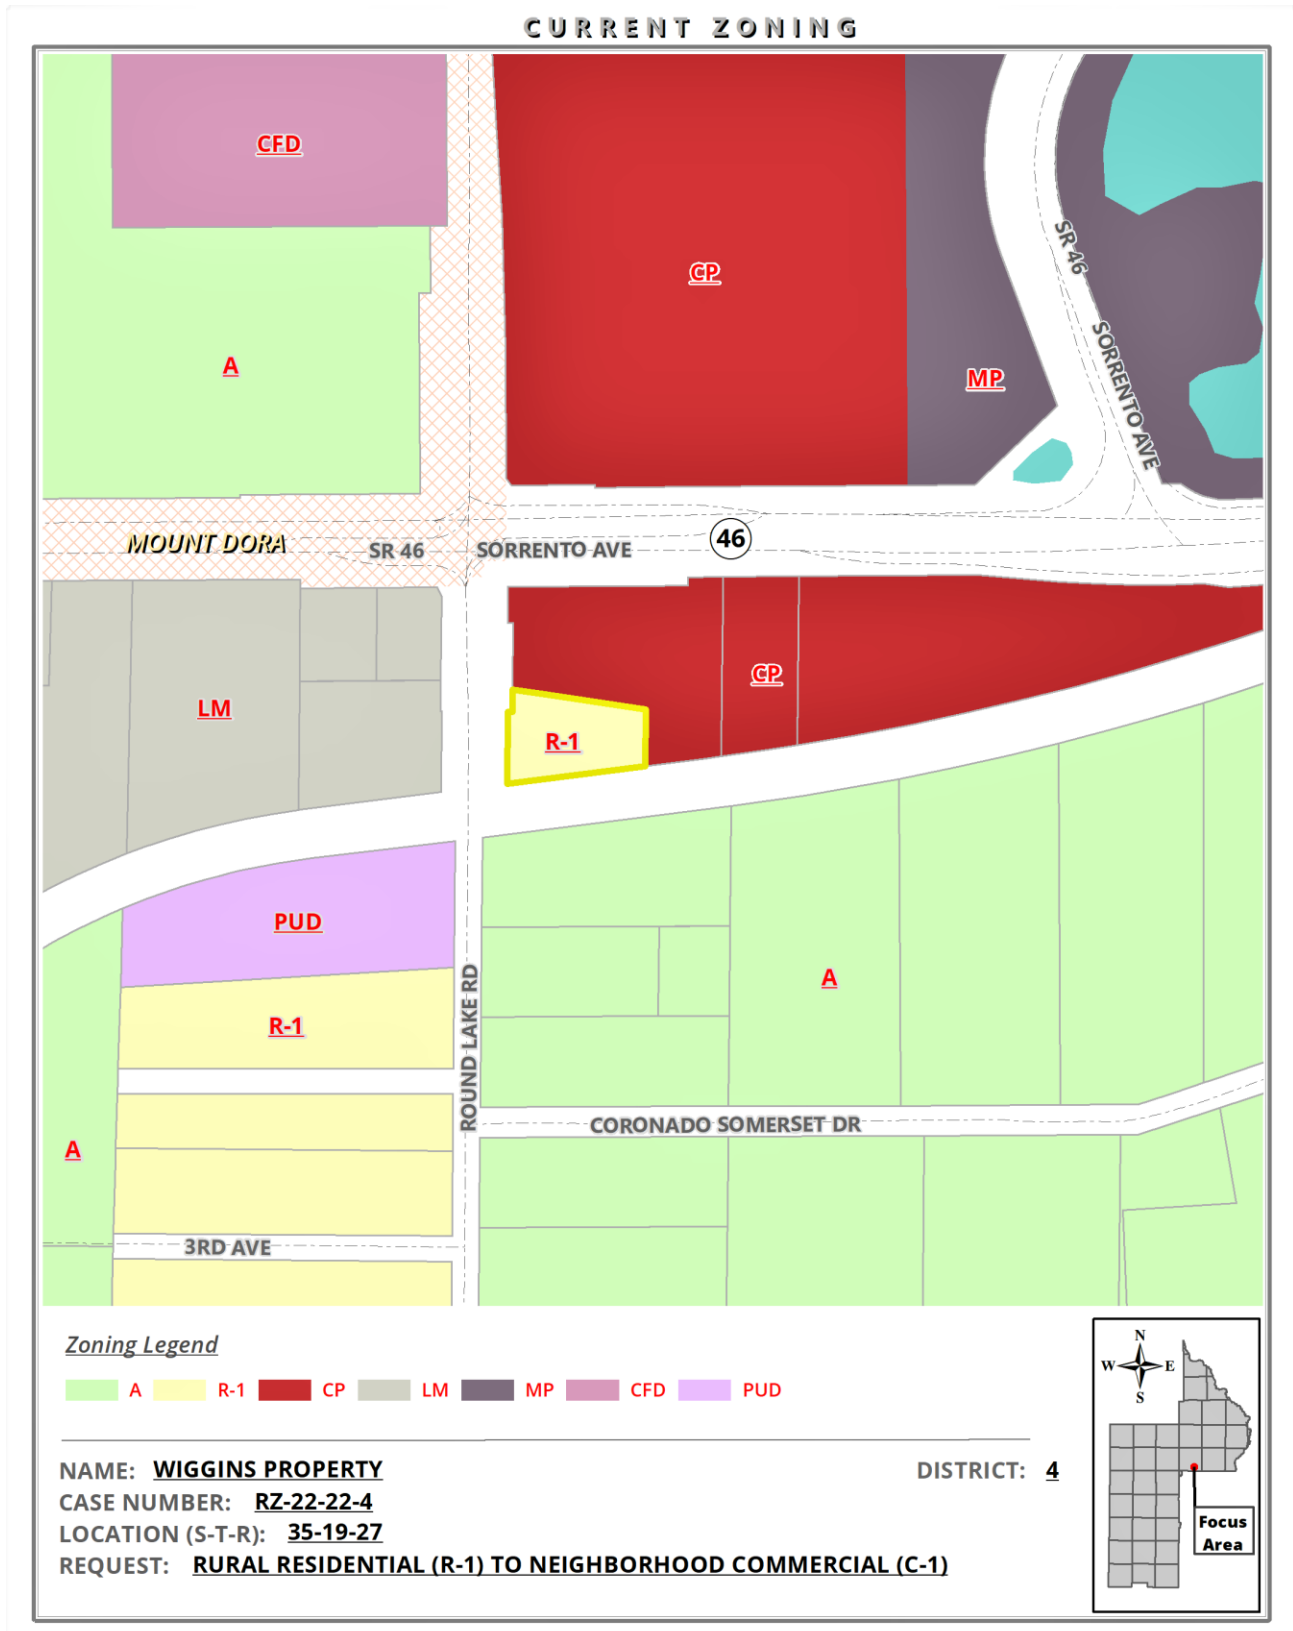 CURRENT ZONING
CFD
CP
SR 46
A
MP
SORRENTO AVE
MOUNT DORA
SR 46
SORRENTO AVE
46
LM
CP
R-1
PUD
R-1
A
ROUND LAKE RD
CORONADO SOMERSET DR
A
3RD AVE
Zoning Legend
A R-1 CP LM MP CFD PUD
N
W E
S
NAME: WIGGINS PROPERTY DISTRICT: 4
CASE NUMBER: RZ-22-22-4
LOCATION (S-T-R): 35-19-27
REQUEST: RURAL RESIDENTIAL (R-1) TO NEIGHBORHOOD COMMERCIAL (C-1)
Focus
Area